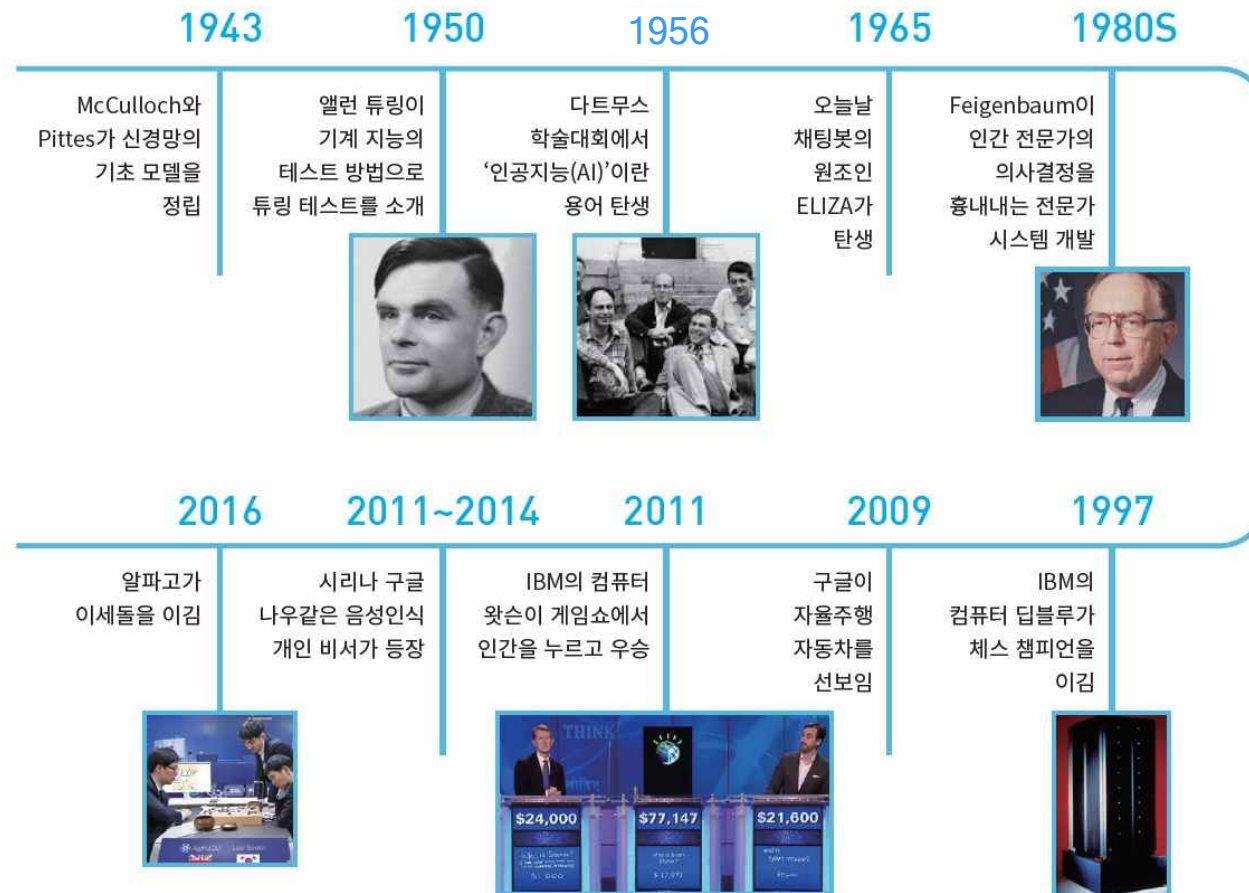 1943
McCulloch와
Pittes가 신경망의
기초 모델을
정립
1950
앨런 튜링이
기계 지능의
테스트 방법으로
튜링 테스트를 소개
1956
다트무스
학술대회에서
‘인공지능(AI)’이란
용어 탄생
1965
오늘날
채팅봇의
원조인
ELIZA가
탄생
1980S
Feigenbaum이
인간 전문가의
의사결정을
흉내내는 전문가
시스템 개발
2016
알파고가
이세돌을 이김
2011~2014
시리나 구글
나우같은 음성인식
개인 비서가 등장
2011
IBM의 컴퓨터
왓슨이 게임쇼에서
인간을 누르고 우승
THINK
$24,000
$77,147
$21,600
2009
구글이
자율주행
자동차를
선보임
1997
IBM의
컴퓨터 딥블루가
체스 챔피언을
이김